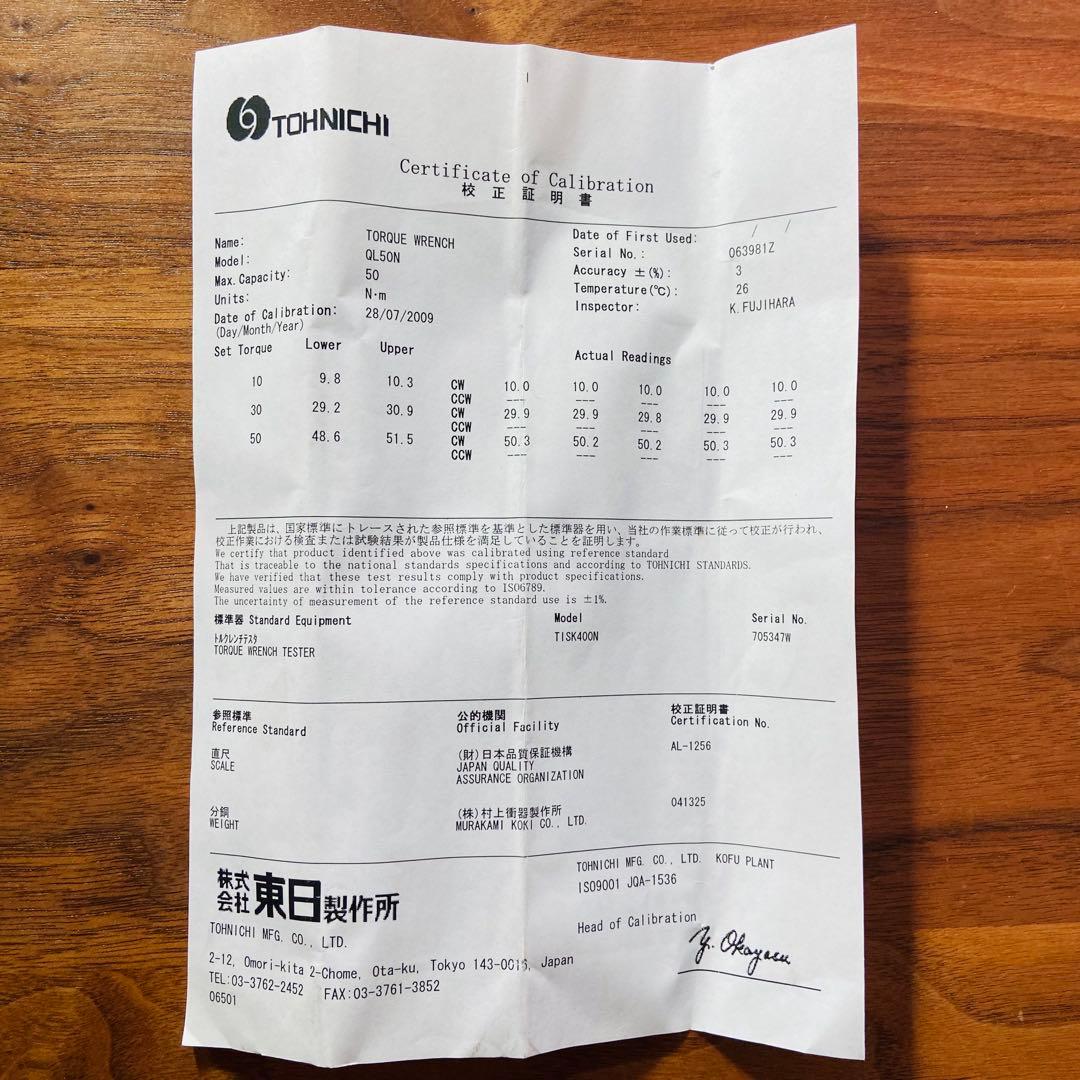 TOHNICHI
Certificate of Calibration
校正証明書
Name: TORQUE WRENCH
Model: QL50N
Max. Capacity: 50
Units: N·m
Date of Calibration: 28/07/2009
(Day/Month/Year)
Date of First Used: / /
Serial No.: 063981Z
Accuracy ±(%): 3
Temperature(℃): 26
Inspector: K. FUJIHARA
Set Torque Lower Upper Actual Readings
10 9.8 10.3 CW 10.0 10.0 10.0 10.0 10.0
CCW --- --- --- --- ---
30 29.2 30.9 CW 29.9 29.9 29.8 29.9 29.9
CCW --- --- --- --- ---
50 48.6 51.5 CW 50.3 50.2 50.2 50.3 50.3
CCW --- --- --- --- ---
上記製品は、国家標準にトレースされた参照標準を基準とした標準器を用い、当社の作業標準に従って校正が行われ、
校正作業における検査または試験結果が製品仕様を満足していることを証明します。
We certify that product identified above was calibrated using reference standard
That is traceable to the national standards specifications and according to TOHNICHI STANDARDS.
We have verified that these test results comply with product specifications.
Measured values are within tolerance according to ISO6789.
The uncertainty of measurement of the reference standard use is ±1%.
標準器 Standard Equipment Model Serial No.
トルクレンチテスタ TISK400N 705347W
TORQUE WRENCH TESTER
参照標準 公的機関 校正証明書
Reference Standard Official Facility Certification No.
直尺 (財)日本品質保証機構 AL-1256
SCALE JAPAN QUALITY
ASSURANCE ORGANIZATION
分銅 (株)村上衡器製作所 041325
WEIGHT MURAKAMI KOKI CO., LTD.
株式会社 東日製作所
TOHNICHI MFG. CO., LTD.
2-12, Omori-kita 2-Chome, Ota-ku, Tokyo 143-0016, Japan
TEL:03-3762-2452 FAX:03-3761-3852
06501
TOHNICHI MFG. CO., LTD. KOFU PLANT
ISO9001 JQA-1536
Head of Calibration
Y. Okayasu